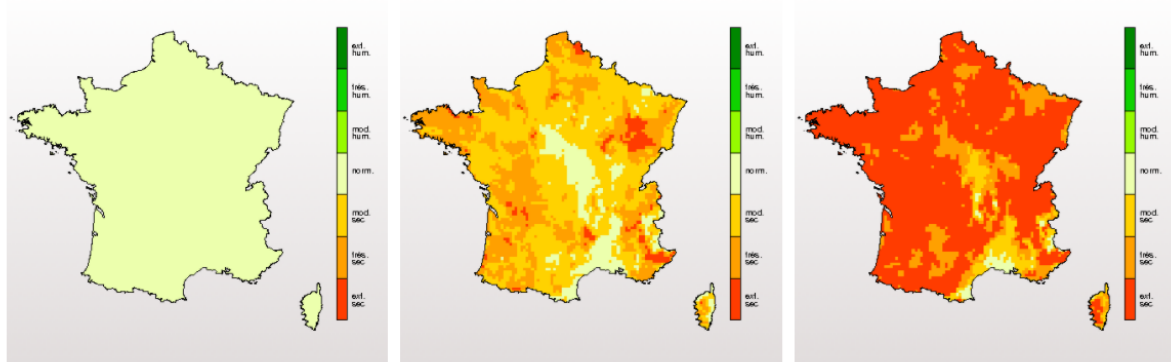 ext.
hum.
très.
hum.
mod.
hum.
norm.
mod.
sec
très.
sec
ext.
sec
ext.
hum.
très.
hum.
mod.
hum.
norm.
mod.
sec
très.
sec
ext.
sec
ext.
hum.
très.
hum.
mod.
hum.
norm.
mod.
sec
très.
sec
ext.
sec